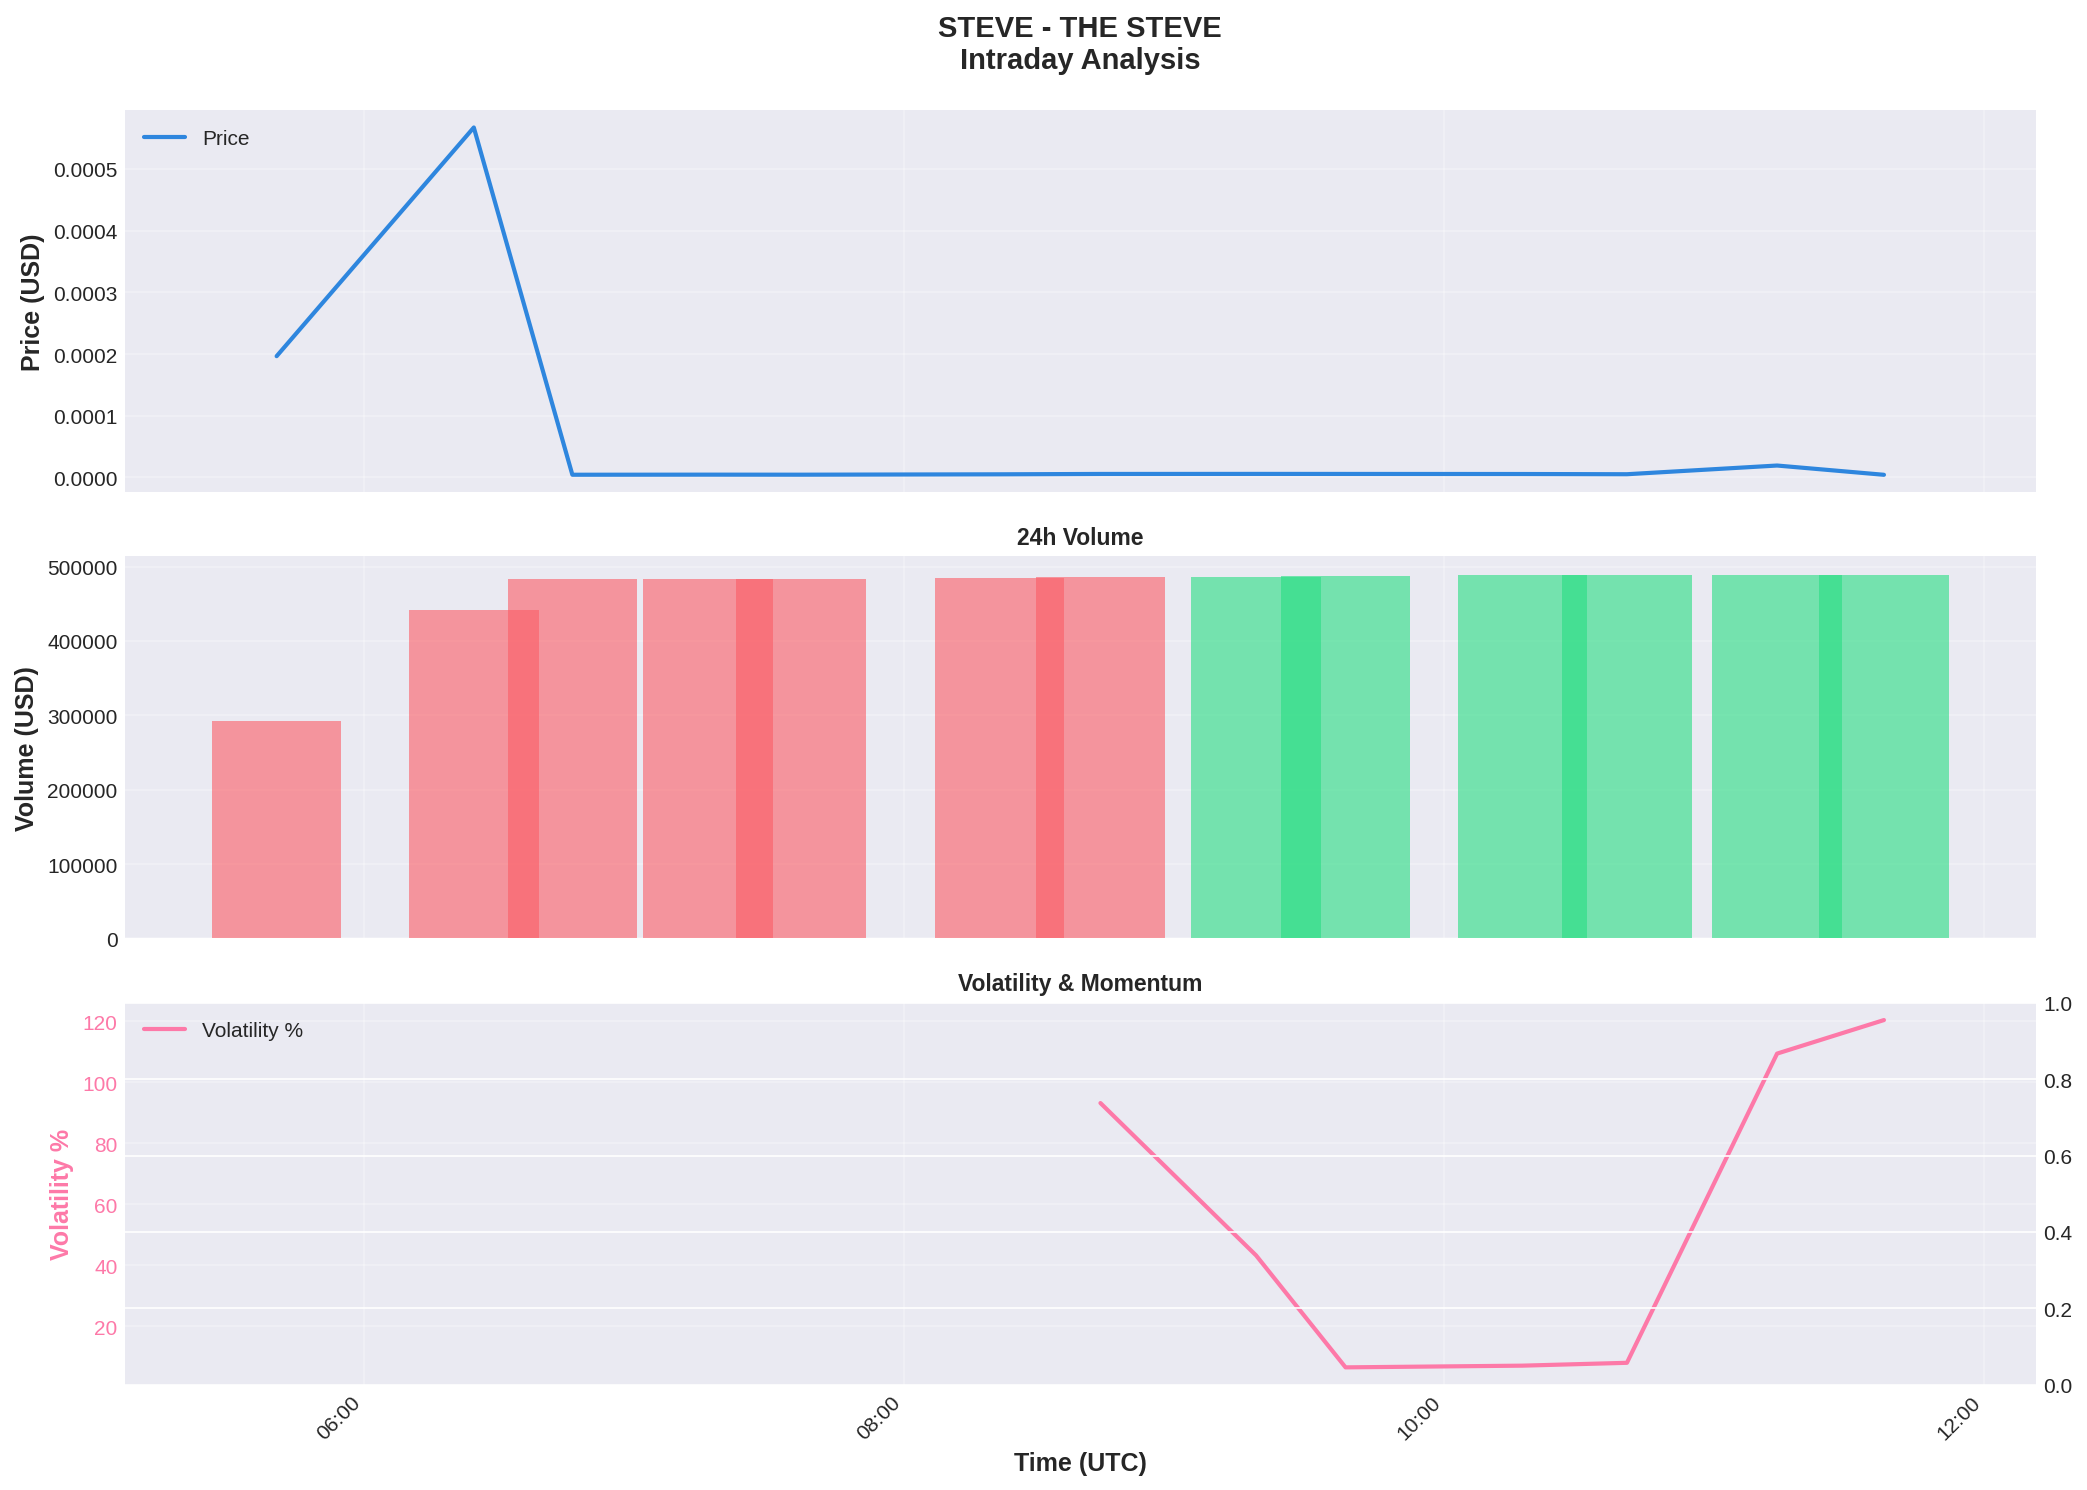 STEVE - THE STEVE
Intraday Analysis
Price
Price (USD)
0.0005
0.0004
0.0003
0.0002
0.0001
0.0000
24h Volume
Volume (USD)
500000
400000
300000
200000
100000
0
Volatility & Momentum
Volatility %
Volatility %
120
100
80
60
40
20
1.0
0.8
0.6
0.4
0.2
0.0
06:00
08:00
10:00
12:00
Time (UTC)